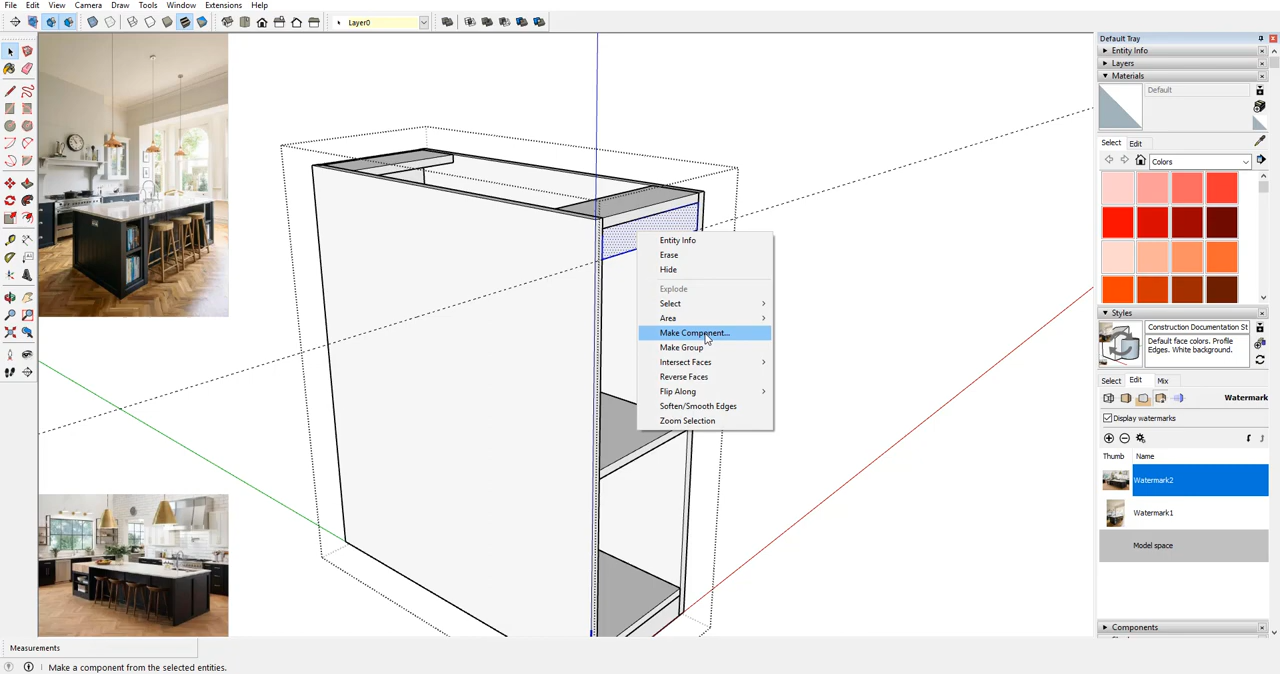 File Edit View Camera Draw Tools Window Extensions Help
Layer0
Default Tray
Entity Info
Layers
Materials
Default
Select Edit
Colors
Styles
Construction Documentation St
Default face colors. Profile
Edges. White background.
Select Edit Mix
Watermark
Display watermarks
Thumb Name
Watermark2
Watermark1
Model space
Components
Entity Info
Erase
Hide
Explode
Select
Area
Make Component...
Make Group
Intersect Faces
Reverse Faces
Flip Along
Soften/Smooth Edges
Zoom Selection
Measurements
Make a component from the selected entities.